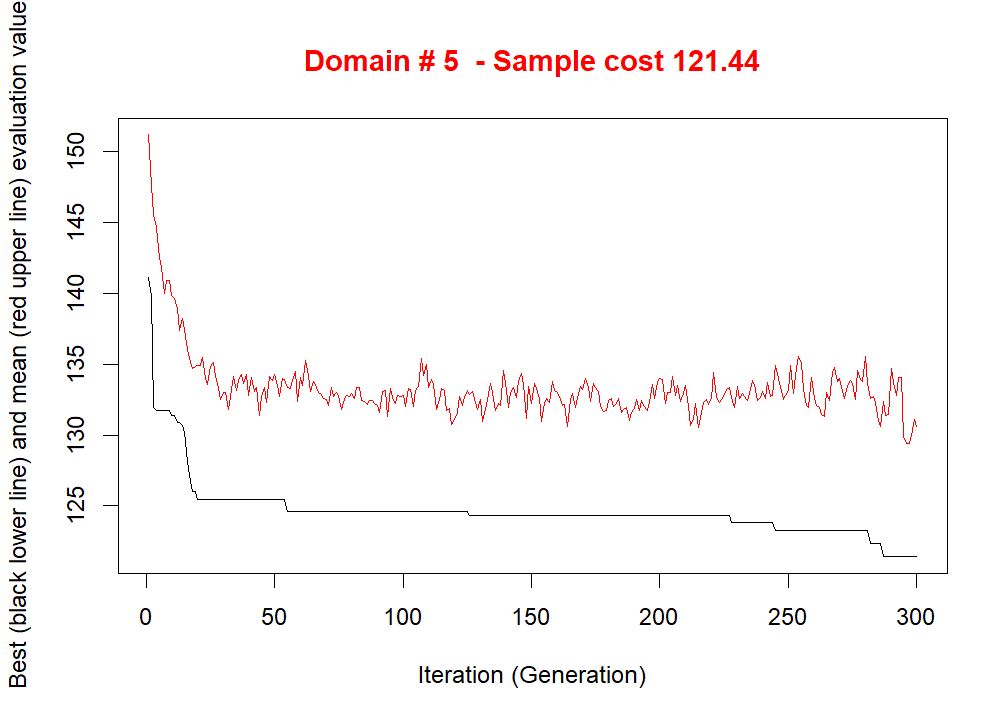 Domain # 5  - Sample cost 121.44
Best (black lower line) and mean (red upper line) evaluation value
150
145
140
135
130
125
0 50 100 150 200 250 300
Iteration (Generation)